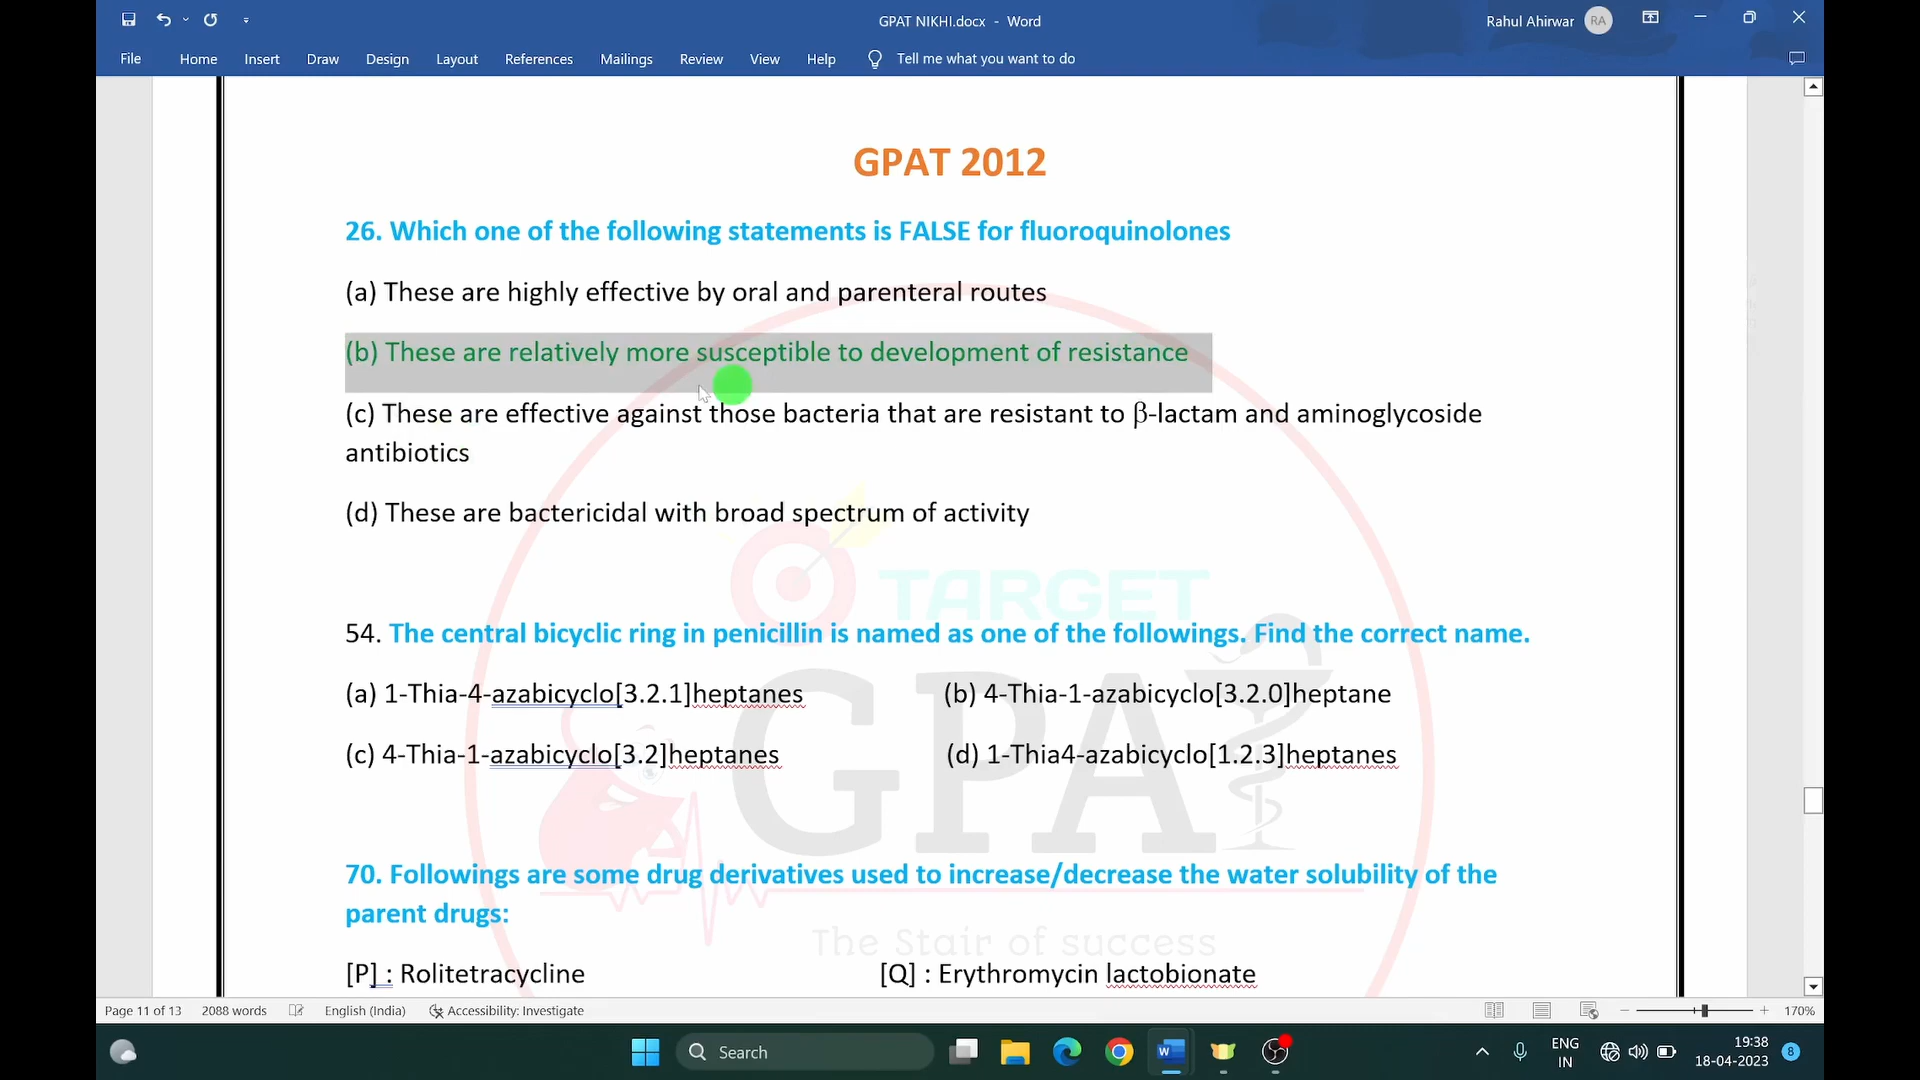 GPAT NIKHI.docx - Word
Rahul Ahirwar RA
File Home Insert Draw Design Layout References Mailings Review View Help Tell me what you want to do
GPAT 2012
26. Which one of the following statements is FALSE for fluoroquinolones
(a) These are highly effective by oral and parenteral routes
(b) These are relatively more susceptible to development of resistance
(c) These are effective against those bacteria that are resistant to β-lactam and aminoglycoside
antibiotics
(d) These are bactericidal with broad spectrum of activity
TARGET
54. The central bicyclic ring in penicillin is named as one of the followings. Find the correct name.
(a) 1-Thia-4-azabicyclo[3.2.1]heptanes (b) 4-Thia-1-azabicyclo[3.2.0]heptane
(c) 4-Thia-1-azabicyclo[3.2]heptanes (d) 1-Thia4-azabicyclo[1.2.3]heptanes
GPAT
70. Followings are some drug derivatives used to increase/decrease the water solubility of the
parent drugs:
The Stair of success
[P] : Rolitetracycline [Q] : Erythromycin lactobionate
Page 11 of 13 2088 words English (India) Accessibility: Investigate 170%
Search ENG 19:38
IN 18-04-2023 8